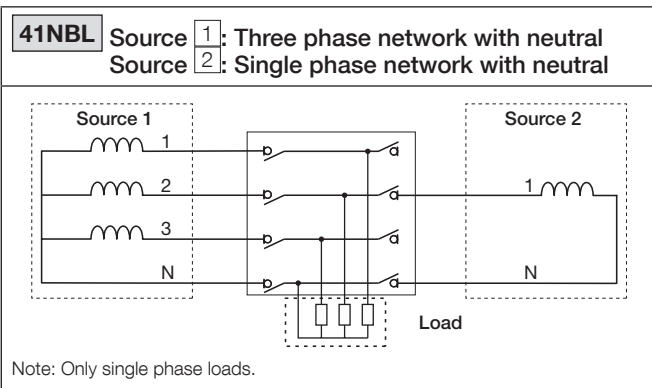 41NBL Source 1: Three phase network with neutral
Source 2: Single phase network with neutral
Source 1
Source 2
1
2
1
3
N
N
Load
Note: Only single phase loads.